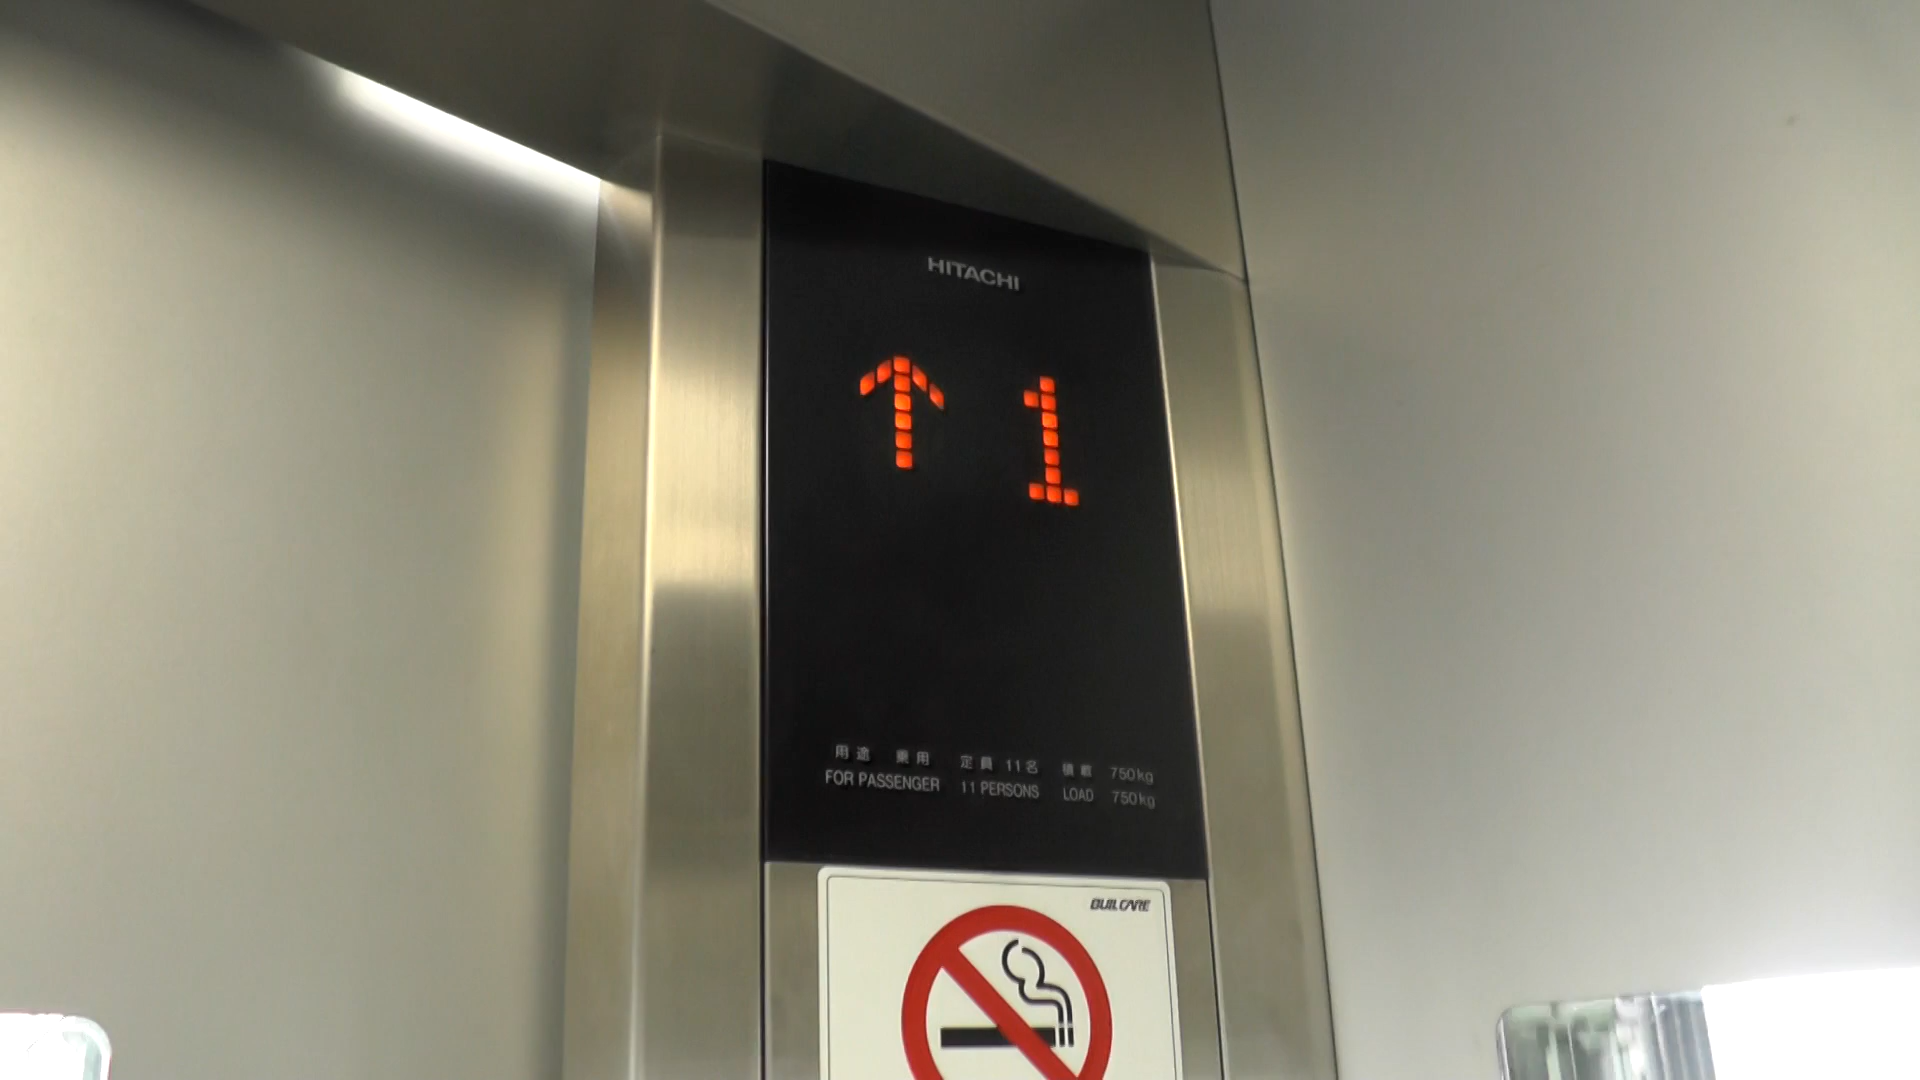 HITACHI
↑ 1
用途 乗用 定員 11名 積載 750kg
FOR PASSENGER 11 PERSONS LOAD 750kg
BUILCARE